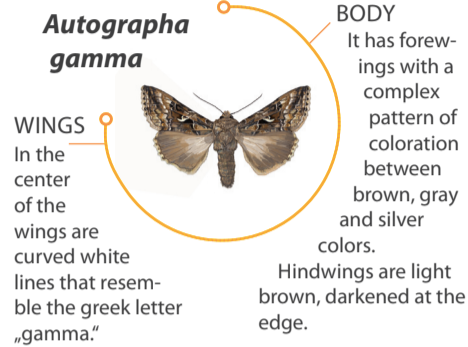 Autographa
gamma
WINGS
In the
center
of the
wings are
curved white
lines that resem-
ble the greek letter
„gamma.“
BODY
It has forew-
ings with a
complex
pattern of
coloration
between
brown, gray
and silver
colors.
Hindwings are light
brown, darkened at the
edge.